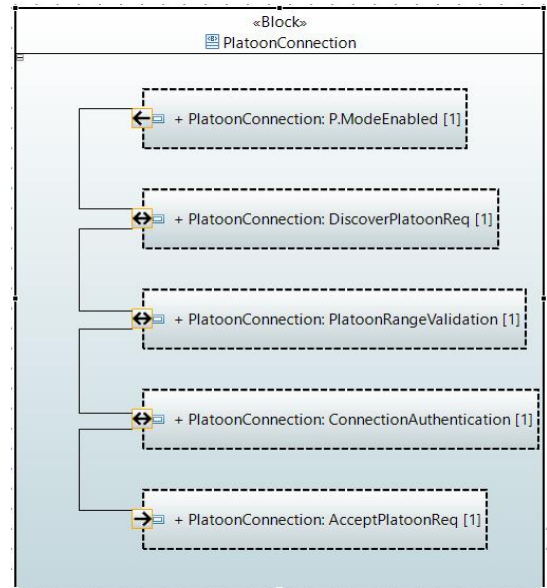 «Block»
PlatoonConnection
+ PlatoonConnection: P.ModeEnabled [1]
+ PlatoonConnection: DiscoverPlatoonReq [1]
+ PlatoonConnection: PlatoonRangeValidation [1]
+ PlatoonConnection: ConnectionAuthentication [1]
+ PlatoonConnection: AcceptPlatoonReq [1]